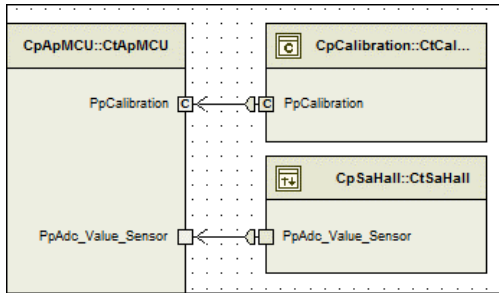 CpApMCU::CtApMCU
PpCalibration C
PpAdc_Value_Sensor
C CpCalibration::CtCal...
C PpCalibration
CpSaHall::CtSaHall
PpAdc_Value_Sensor